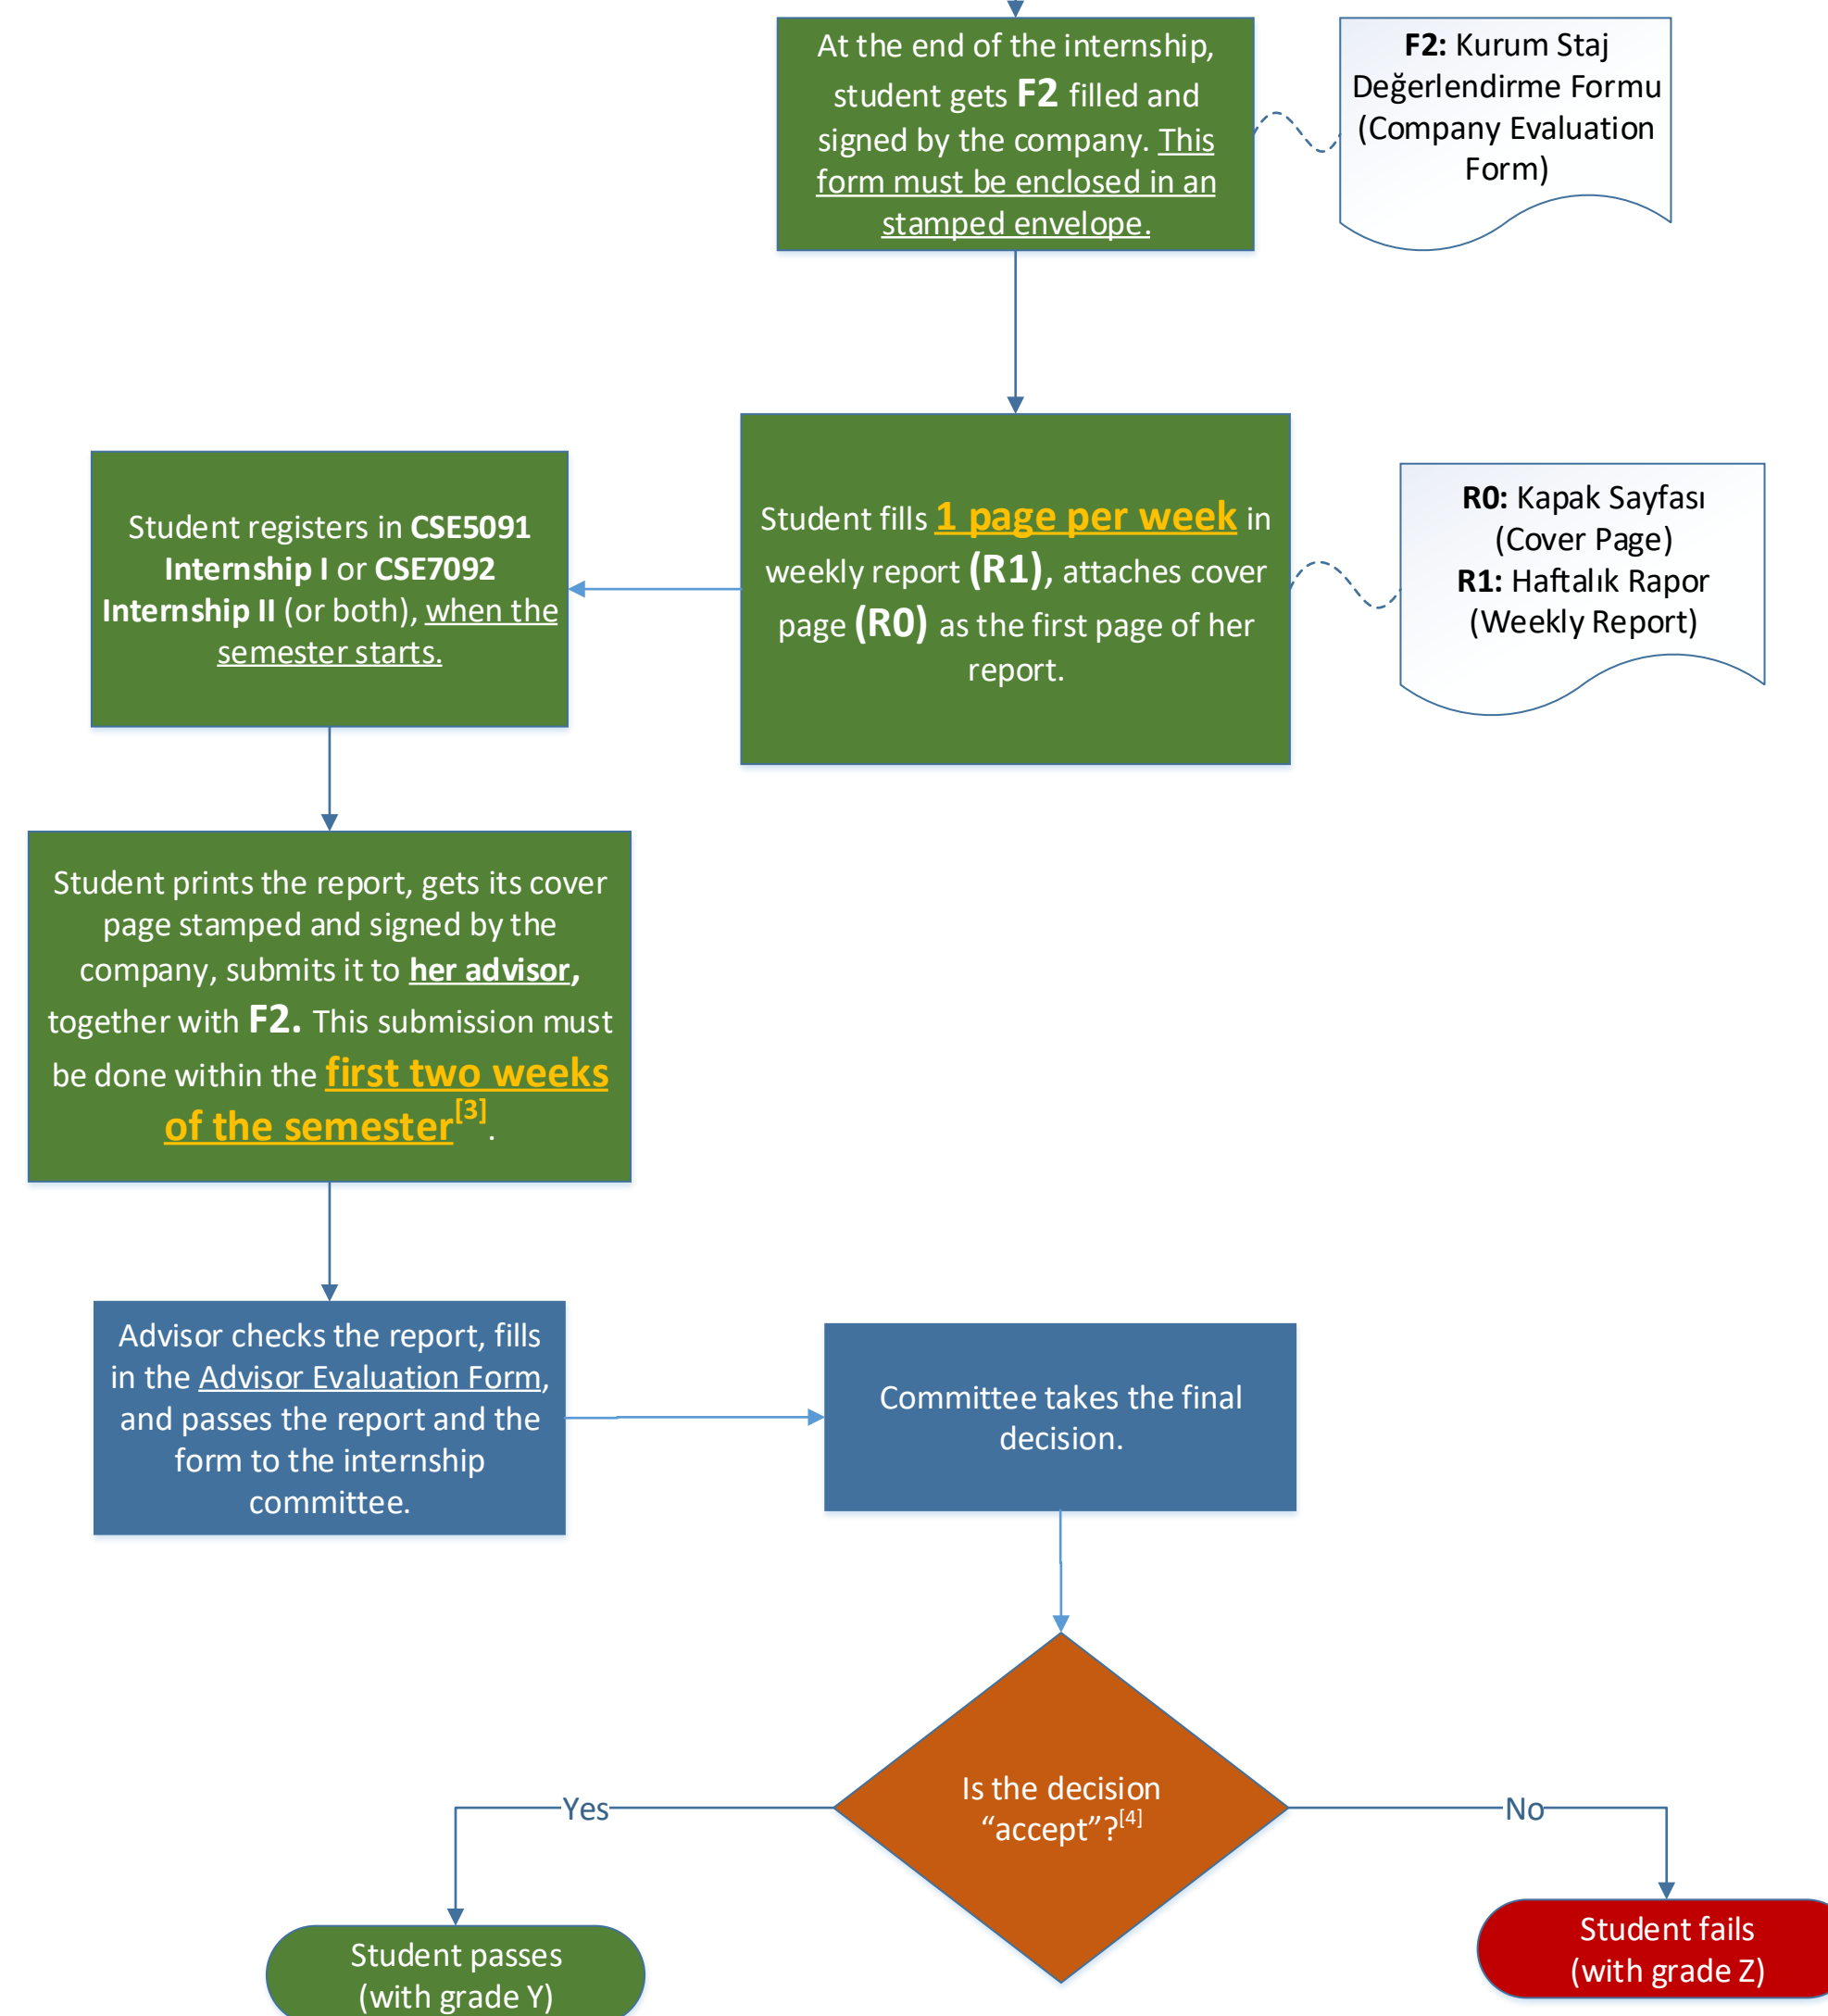 At the end of the internship,
student gets F2 filled and
signed by the company. This
form must be enclosed in an
stamped envelope.
F2: Kurum Staj
Değerlendirme Formu
(Company Evaluation
Form)
Student fills 1 page per week in
weekly report (R1), attaches cover
page (R0) as the first page of her
report.
R0: Kapak Sayfası
(Cover Page)
R1: Haftalık Rapor
(Weekly Report)
Student registers in CSE5091
Internship I or CSE7092
Internship II (or both), when the
semester starts.
Student prints the report, gets its cover
page stamped and signed by the
company, submits it to her advisor,
together with F2. This submission must
be done within the first two weeks
of the semester[3].
Advisor checks the report, fills
in the Advisor Evaluation Form,
and passes the report and the
form to the internship
committee.
Committee takes the final
decision.
Is the decision
“accept”?[4]
Yes
No
Student passes
(with grade Y)
Student fails
(with grade Z)